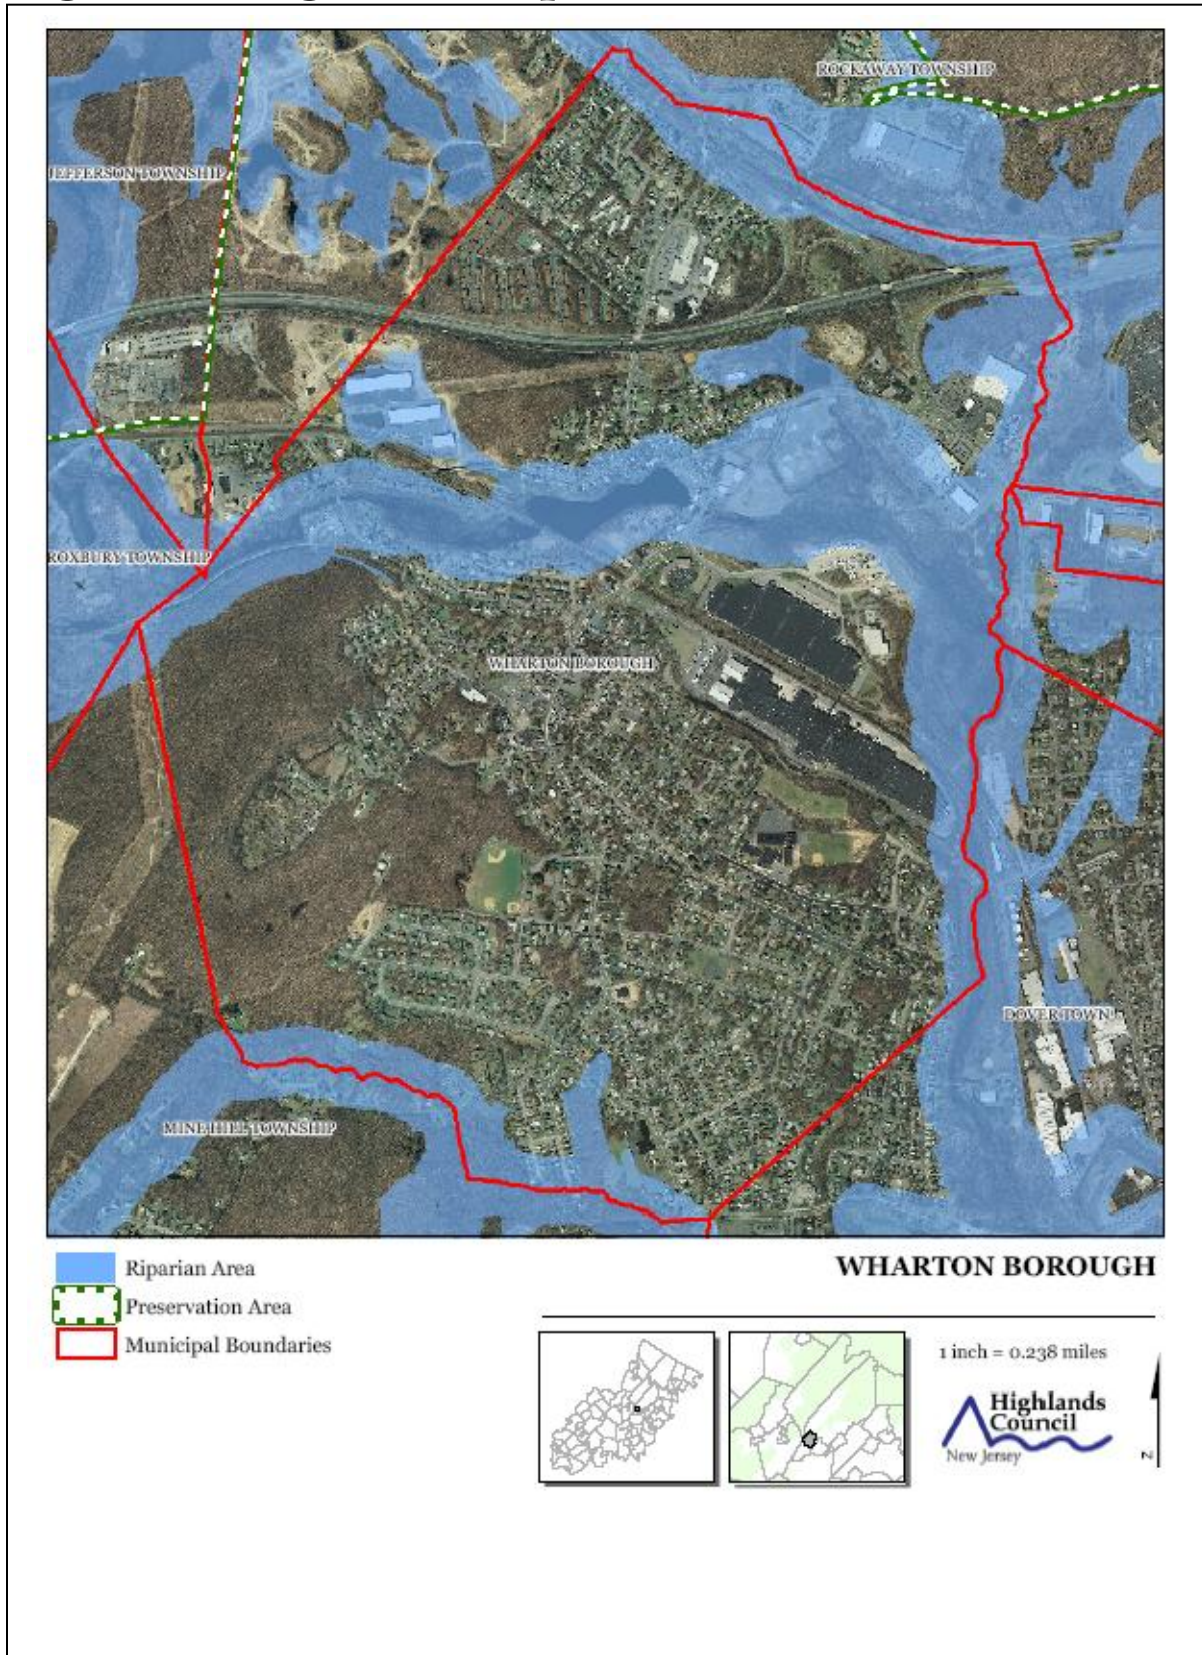 ROCKAWAY TOWNSHIP
JEFFERSON TOWNSHIP
ROXBURY TOWNSHIP
WHARTON BOROUGH
DOVER TOWN
MINE HILL TOWNSHIP
Riparian Area
Preservation Area
Municipal Boundaries
WHARTON BOROUGH
1 inch = 0.238 miles
Highlands
Council
New Jersey
N